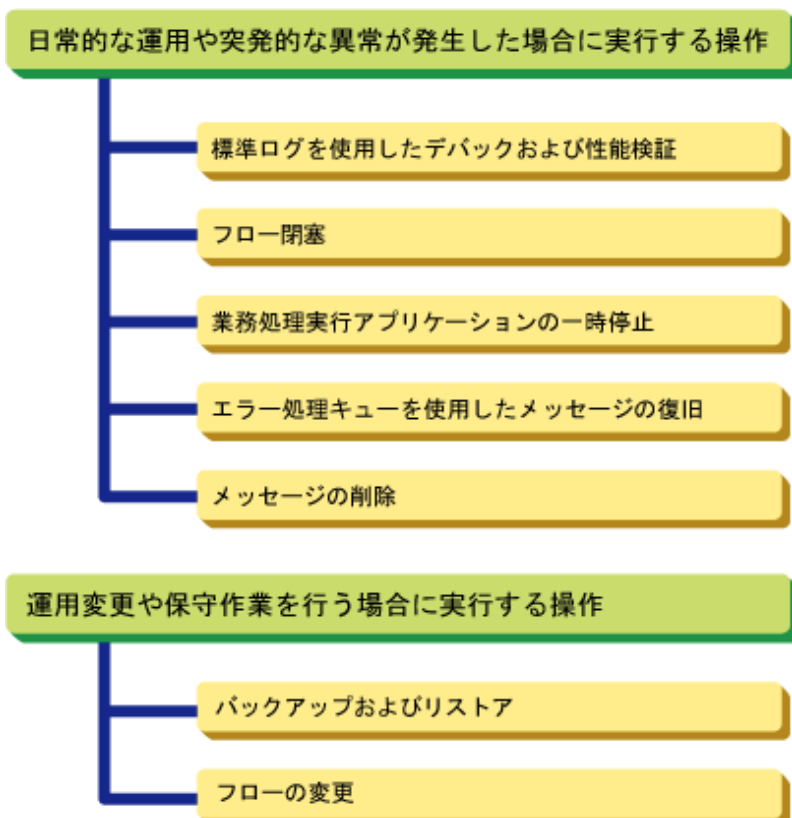 日常的な運用や突発的な異常が発生した場合に実行する操作
標準ログを使用したデバックおよび性能検証
フロー閉塞
業務処理実行アプリケーションの一時停止
エラー処理キューを使用したメッセージの復旧
メッセージの削除
運用変更や保守作業を行う場合に実行する操作
バックアップおよびリストア
フローの変更